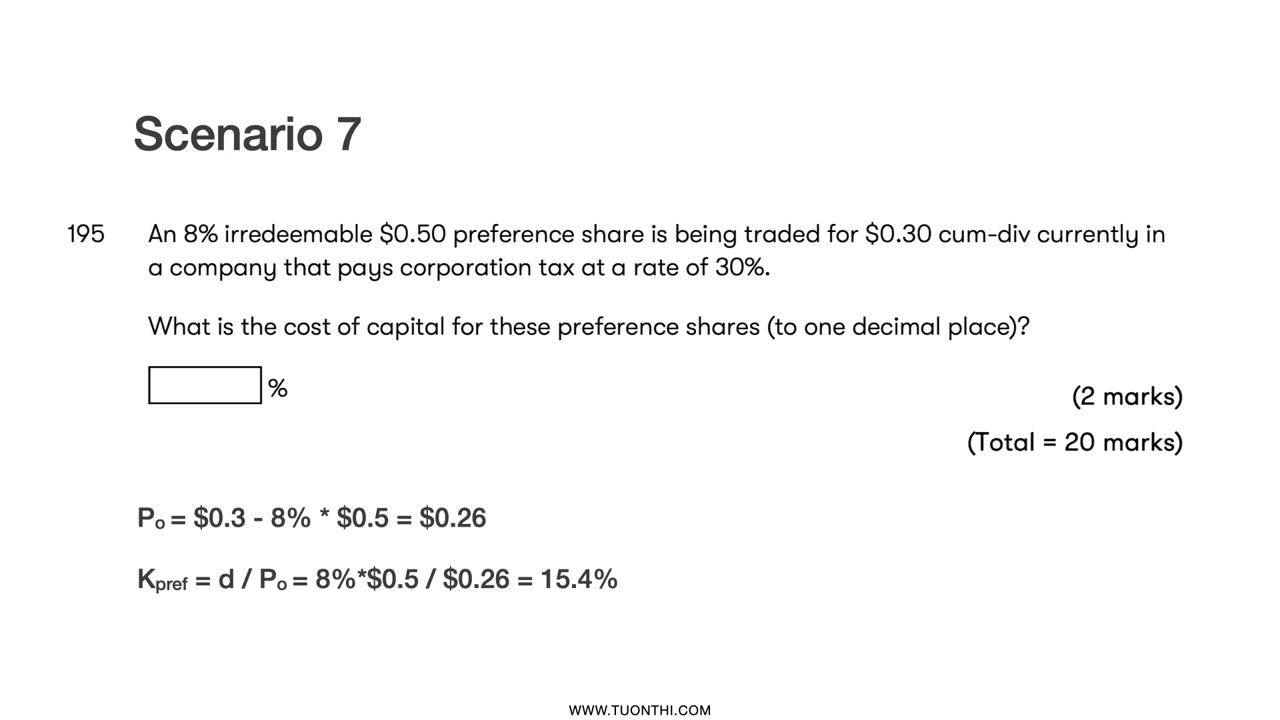 Scenario 7
195 An 8% irredeemable $0.50 preference share is being traded for $0.30 cum-div currently in
a company that pays corporation tax at a rate of 30%.
What is the cost of capital for these preference shares (to one decimal place)?
%
(2 marks)
(Total = 20 marks)
Po = $0.3 - 8% * $0.5 = $0.26
Kpref = d / Po = 8%*$0.5 / $0.26 = 15.4%
WWW.TUONTHI.COM